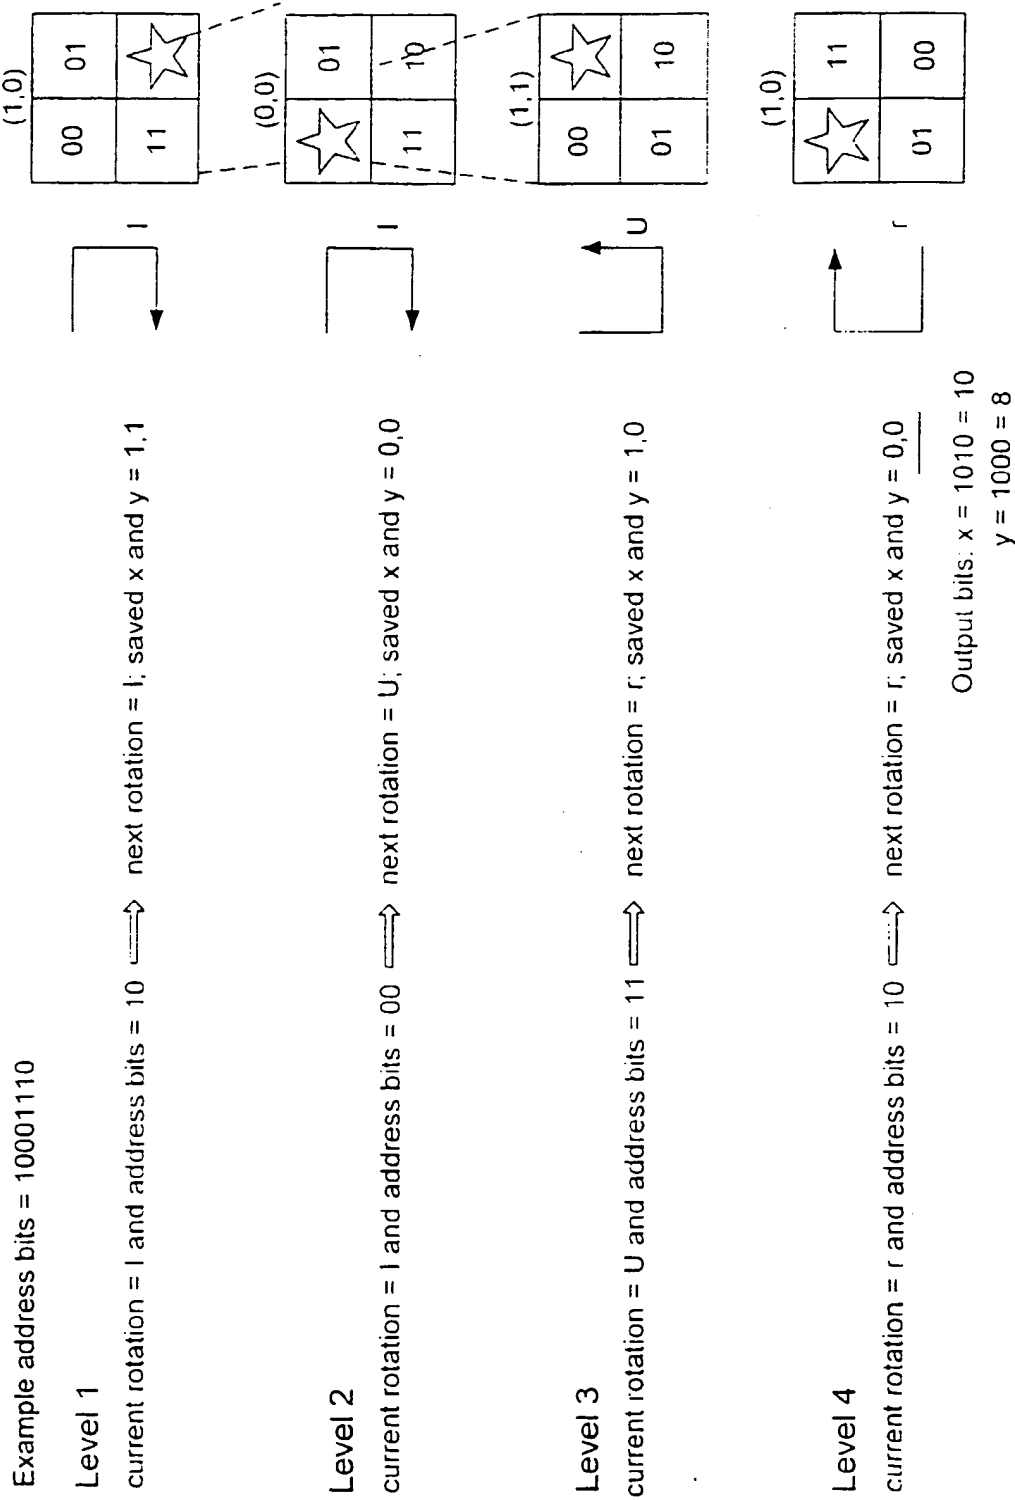 Example address bits = 10001110
Level 1
current rotation = l and address bits = 10 ⇒ next rotation = l; saved x and y = 1,1
l
(1,0)
00 01
11
Level 2
current rotation = l and address bits = 00 ⇒ next rotation = U; saved x and y = 0,0
l
(0,0)
01
11 10
Level 3
current rotation = U and address bits = 11 ⇒ next rotation = r; saved x and y = 1,0
U
(1,1)
00
01 10
Level 4
current rotation = r and address bits = 10 ⇒ next rotation = r; saved x and y = 0,0
r
(1,0)
11
01 00
Output bits: x = 1010 = 10
y = 1000 = 8